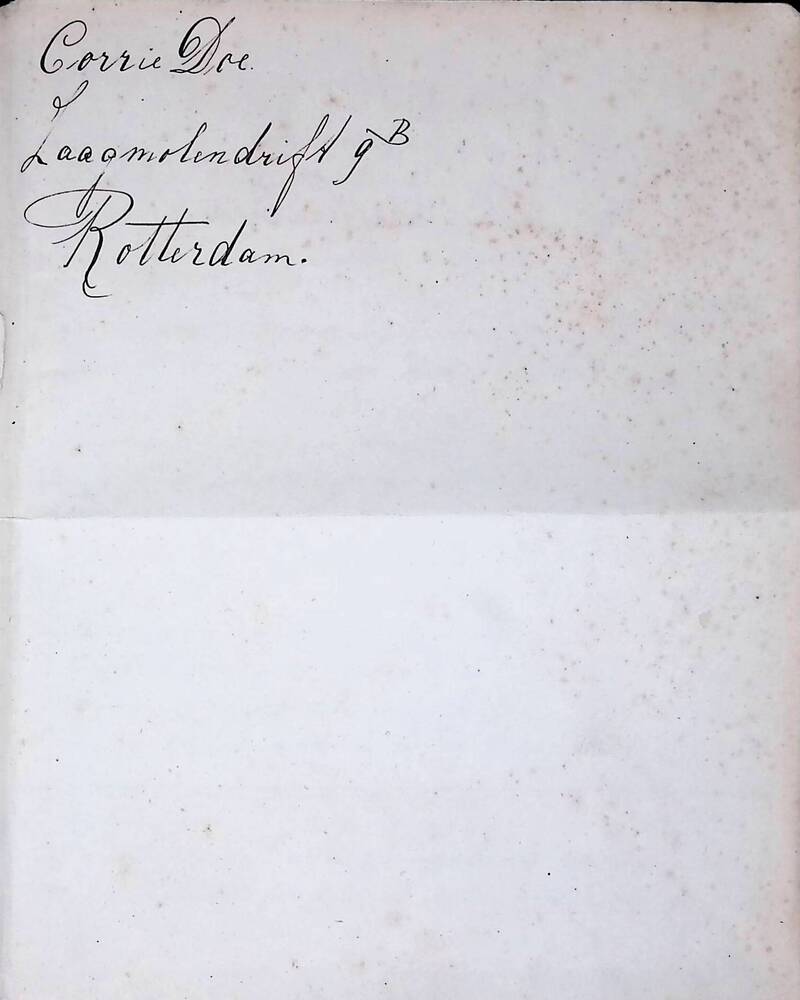 Corrie Doe.
Laagmolendrift 9B
Rotterdam.